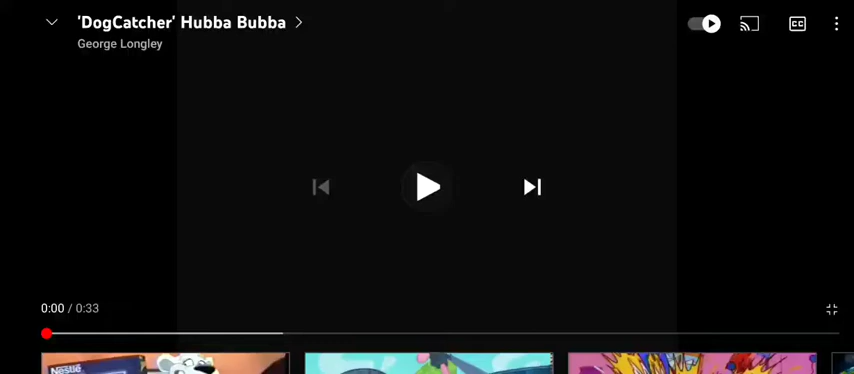 'DogCatcher' Hubba Bubba
George Longley
CC
0:00 / 0:33
Nestlé